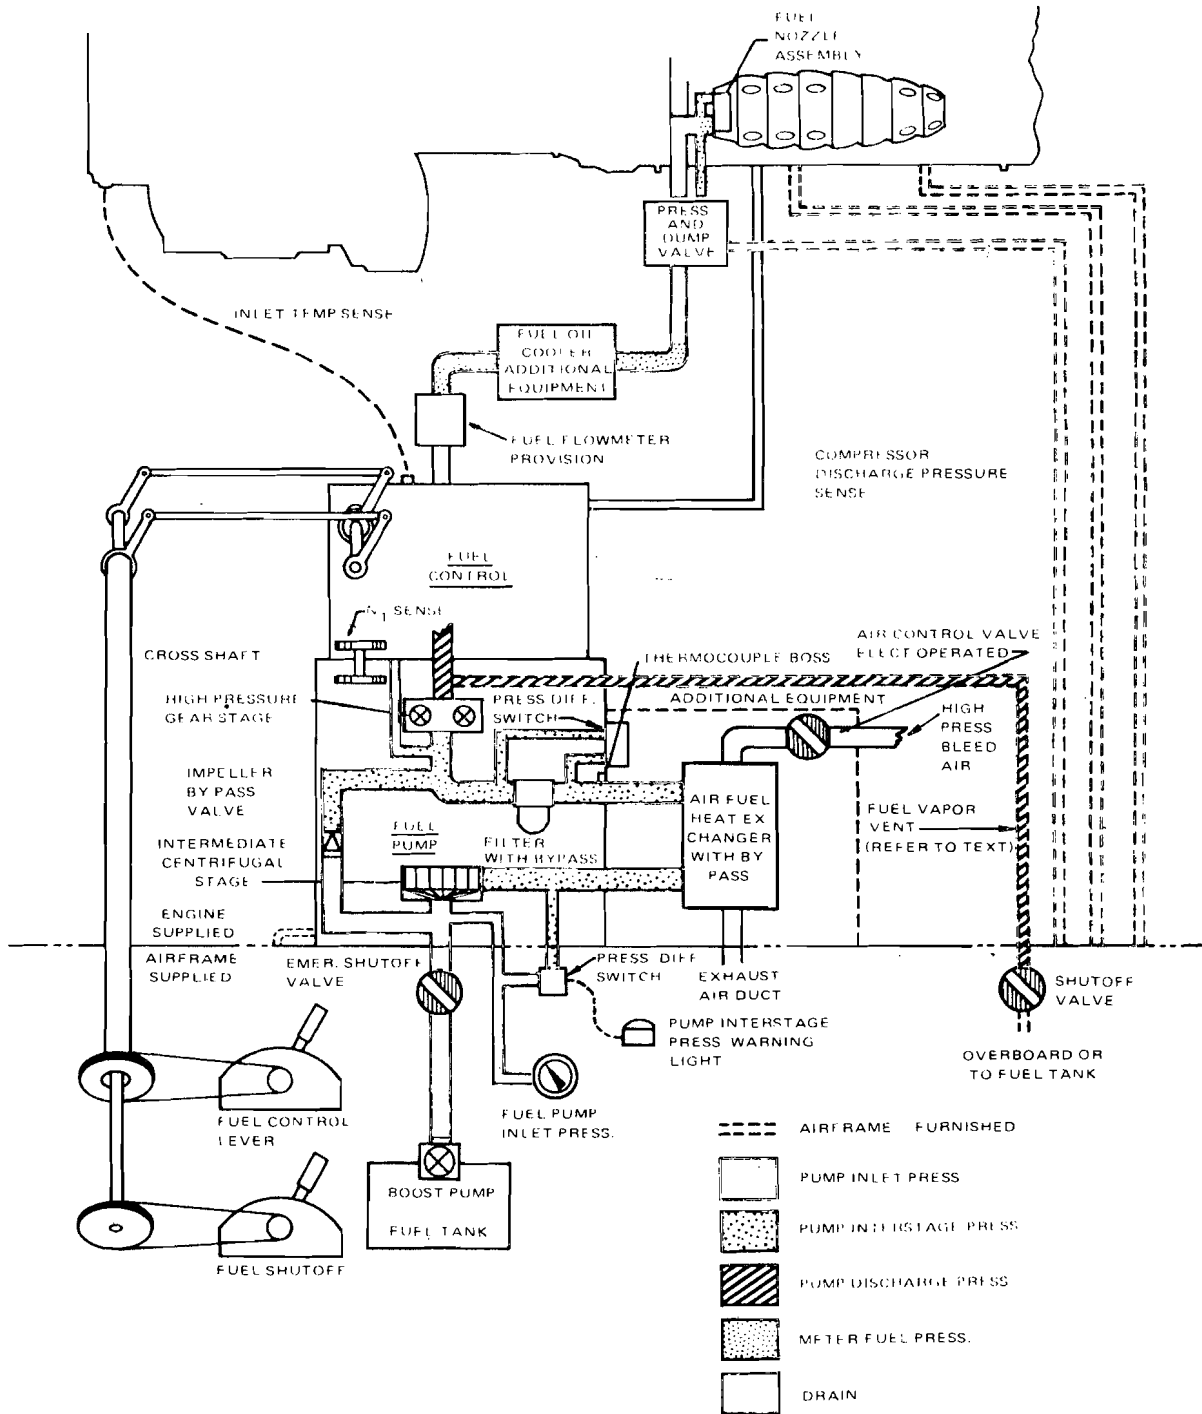 FUEL
NOZZLE
ASSEMBLY
PRESS
AND
DUMP
VALVE
INLET TEMP SENSE
FUEL OIL
COOLER
ADDITIONAL
EQUIPMENT
FUEL FLOWMETER
PROVISION
COMPRESSOR
DISCHARGE PRESSURE
SENSE
FUEL
CONTROL
N1 SENSE
CROSS SHAFT
THERMOCOUPLE BOSS
AIR CONTROL VALVE
ELECT OPERATED
HIGH PRESSURE
GEAR STAGE
PRESS DIFF.
SWITCH
ADDITIONAL EQUIPMENT
HIGH
PRESS
BLEED
AIR
IMPELLER
BY PASS
VALVE
FUEL
PUMP
FILTER
WITH BYPASS
AIR FUEL
HEAT EX
CHANGER
WITH BY
PASS
FUEL VAPOR
VENT
(REFER TO TEXT)
INTERMEDIATE
CENTRIFUGAL
STAGE
ENGINE
SUPPLIED
AIRFRAME
SUPPLIED
EMER. SHUTOFF
VALVE
PRESS DIFF
SWITCH
EXHAUST
AIR DUCT
SHUTOFF
VALVE
PUMP INTERSTAGE
PRESS WARNING
LIGHT
OVERBOARD OR
TO FUEL TANK
FUEL CONTROL
LEVER
FUEL PUMP
INLET PRESS.
BOOST PUMP
FUEL TANK
FUEL SHUTOFF
AIRFRAME FURNISHED
PUMP INLET PRESS
PUMP INTERSTAGE PRESS
PUMP DISCHARGE PRESS
METER FUEL PRESS.
DRAIN